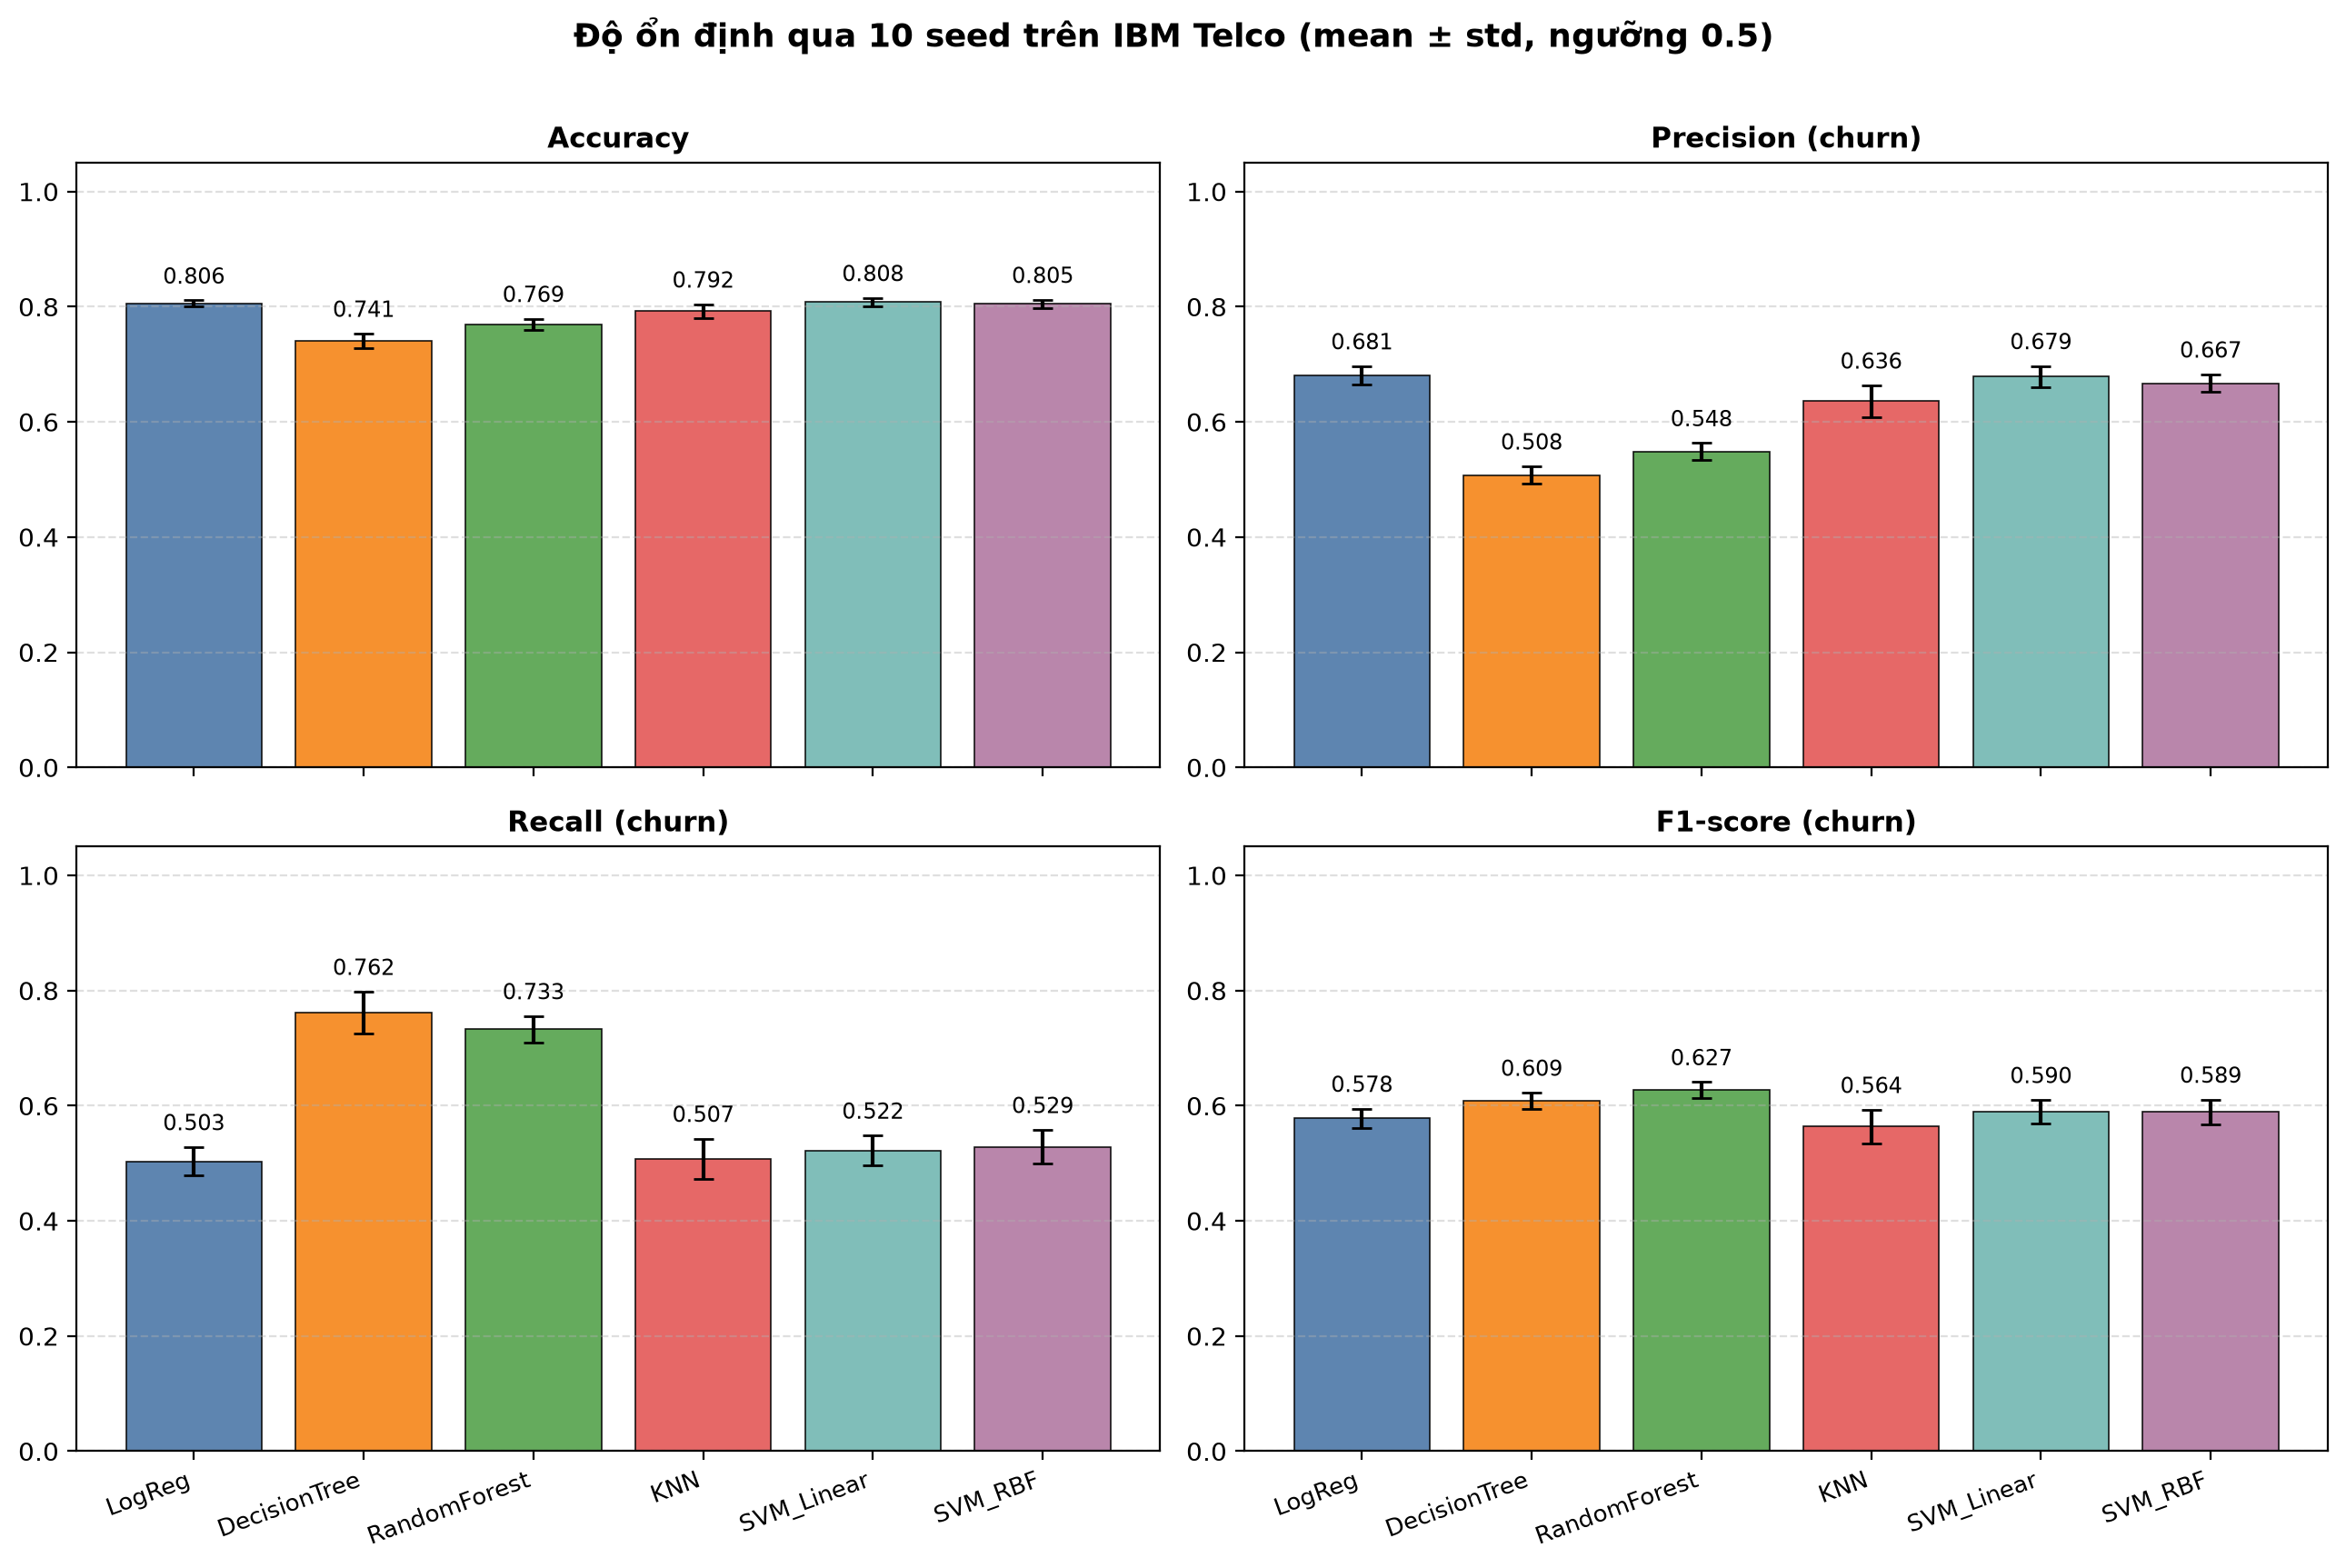 Độ ổn định qua 10 seed trên IBM Telco (mean ± std, ngưỡng 0.5)
Accuracy
1.0
0.8
0.6
0.4
0.2
0.0
0.806
0.741
0.769
0.792
0.808
0.805
Precision (churn)
1.0
0.8
0.6
0.4
0.2
0.0
0.681
0.508
0.548
0.636
0.679
0.667
Recall (churn)
1.0
0.8
0.6
0.4
0.2
0.0
0.503
0.762
0.733
0.507
0.522
0.529
LogReg
DecisionTree
RandomForest
KNN
SVM_Linear
SVM_RBF
F1-score (churn)
1.0
0.8
0.6
0.4
0.2
0.0
0.578
0.609
0.627
0.564
0.590
0.589
LogReg
DecisionTree
RandomForest
KNN
SVM_Linear
SVM_RBF